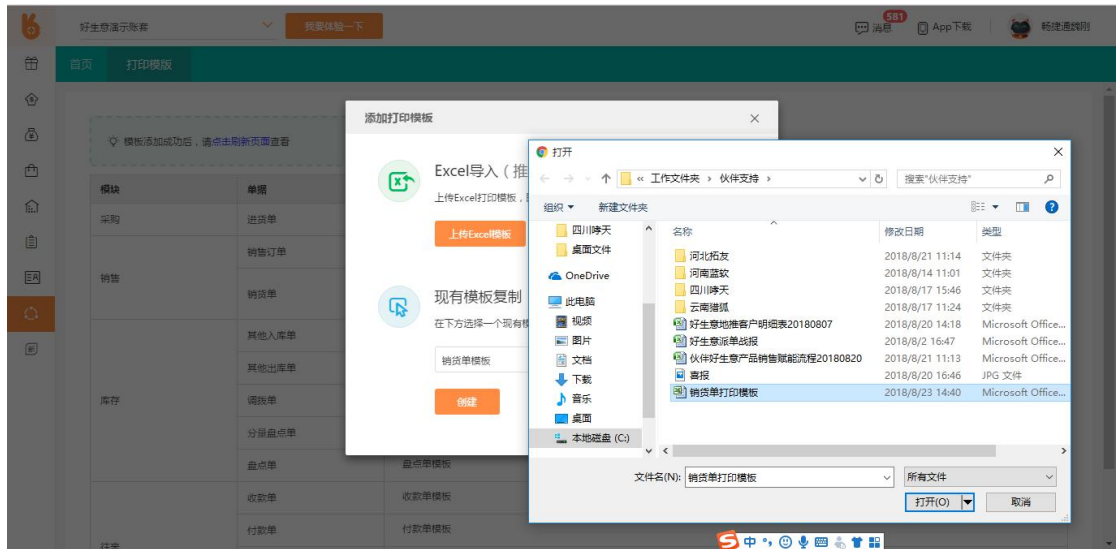 好生意演示账套
我要体验一下
消息
581
App下载
畅捷通魏刚
首页
打印模版
模板添加成功后，请点击刷新页面查看
模块
单据
采购
进货单
销售
销售订单
销货单
库存
其他入库单
其他出库单
调拨单
分量盘点单
盘点单
盘点单模板
往来
收款单
收款单模板
付款单
付款单模板
添加打印模板
Excel导入（推
上传Excel打印模板，
上传Excel模板
现有模板复制
在下方选择一个现有模
销货单模板
创建
打开
« 工作文件夹 › 伙伴支持 ›
搜索"伙伴支持"
组织
新建文件夹
四川哆天
桌面文件
OneDrive
此电脑
视频
图片
文档
下载
音乐
桌面
本地磁盘 (C:)
名称 修改日期 类型
河北拓友 2018/8/21 11:14 文件夹
河南蓝软 2018/8/14 11:01 文件夹
四川哆天 2018/8/17 15:46 文件夹
云南猎狐 2018/8/17 11:24 文件夹
好生意地推客户明细表20180807 2018/8/20 14:18 Microsoft Office...
好生意派单战报 2018/8/2 16:47 Microsoft Office...
伙伴好生意产品销售赋能流程20180820 2018/8/21 11:13 Microsoft Office...
喜报 2018/8/20 16:46 JPG 文件
销货单打印模板 2018/8/23 14:40 Microsoft Office...
文件名(N): 销货单打印模板
所有文件
打开(O)
取消
中